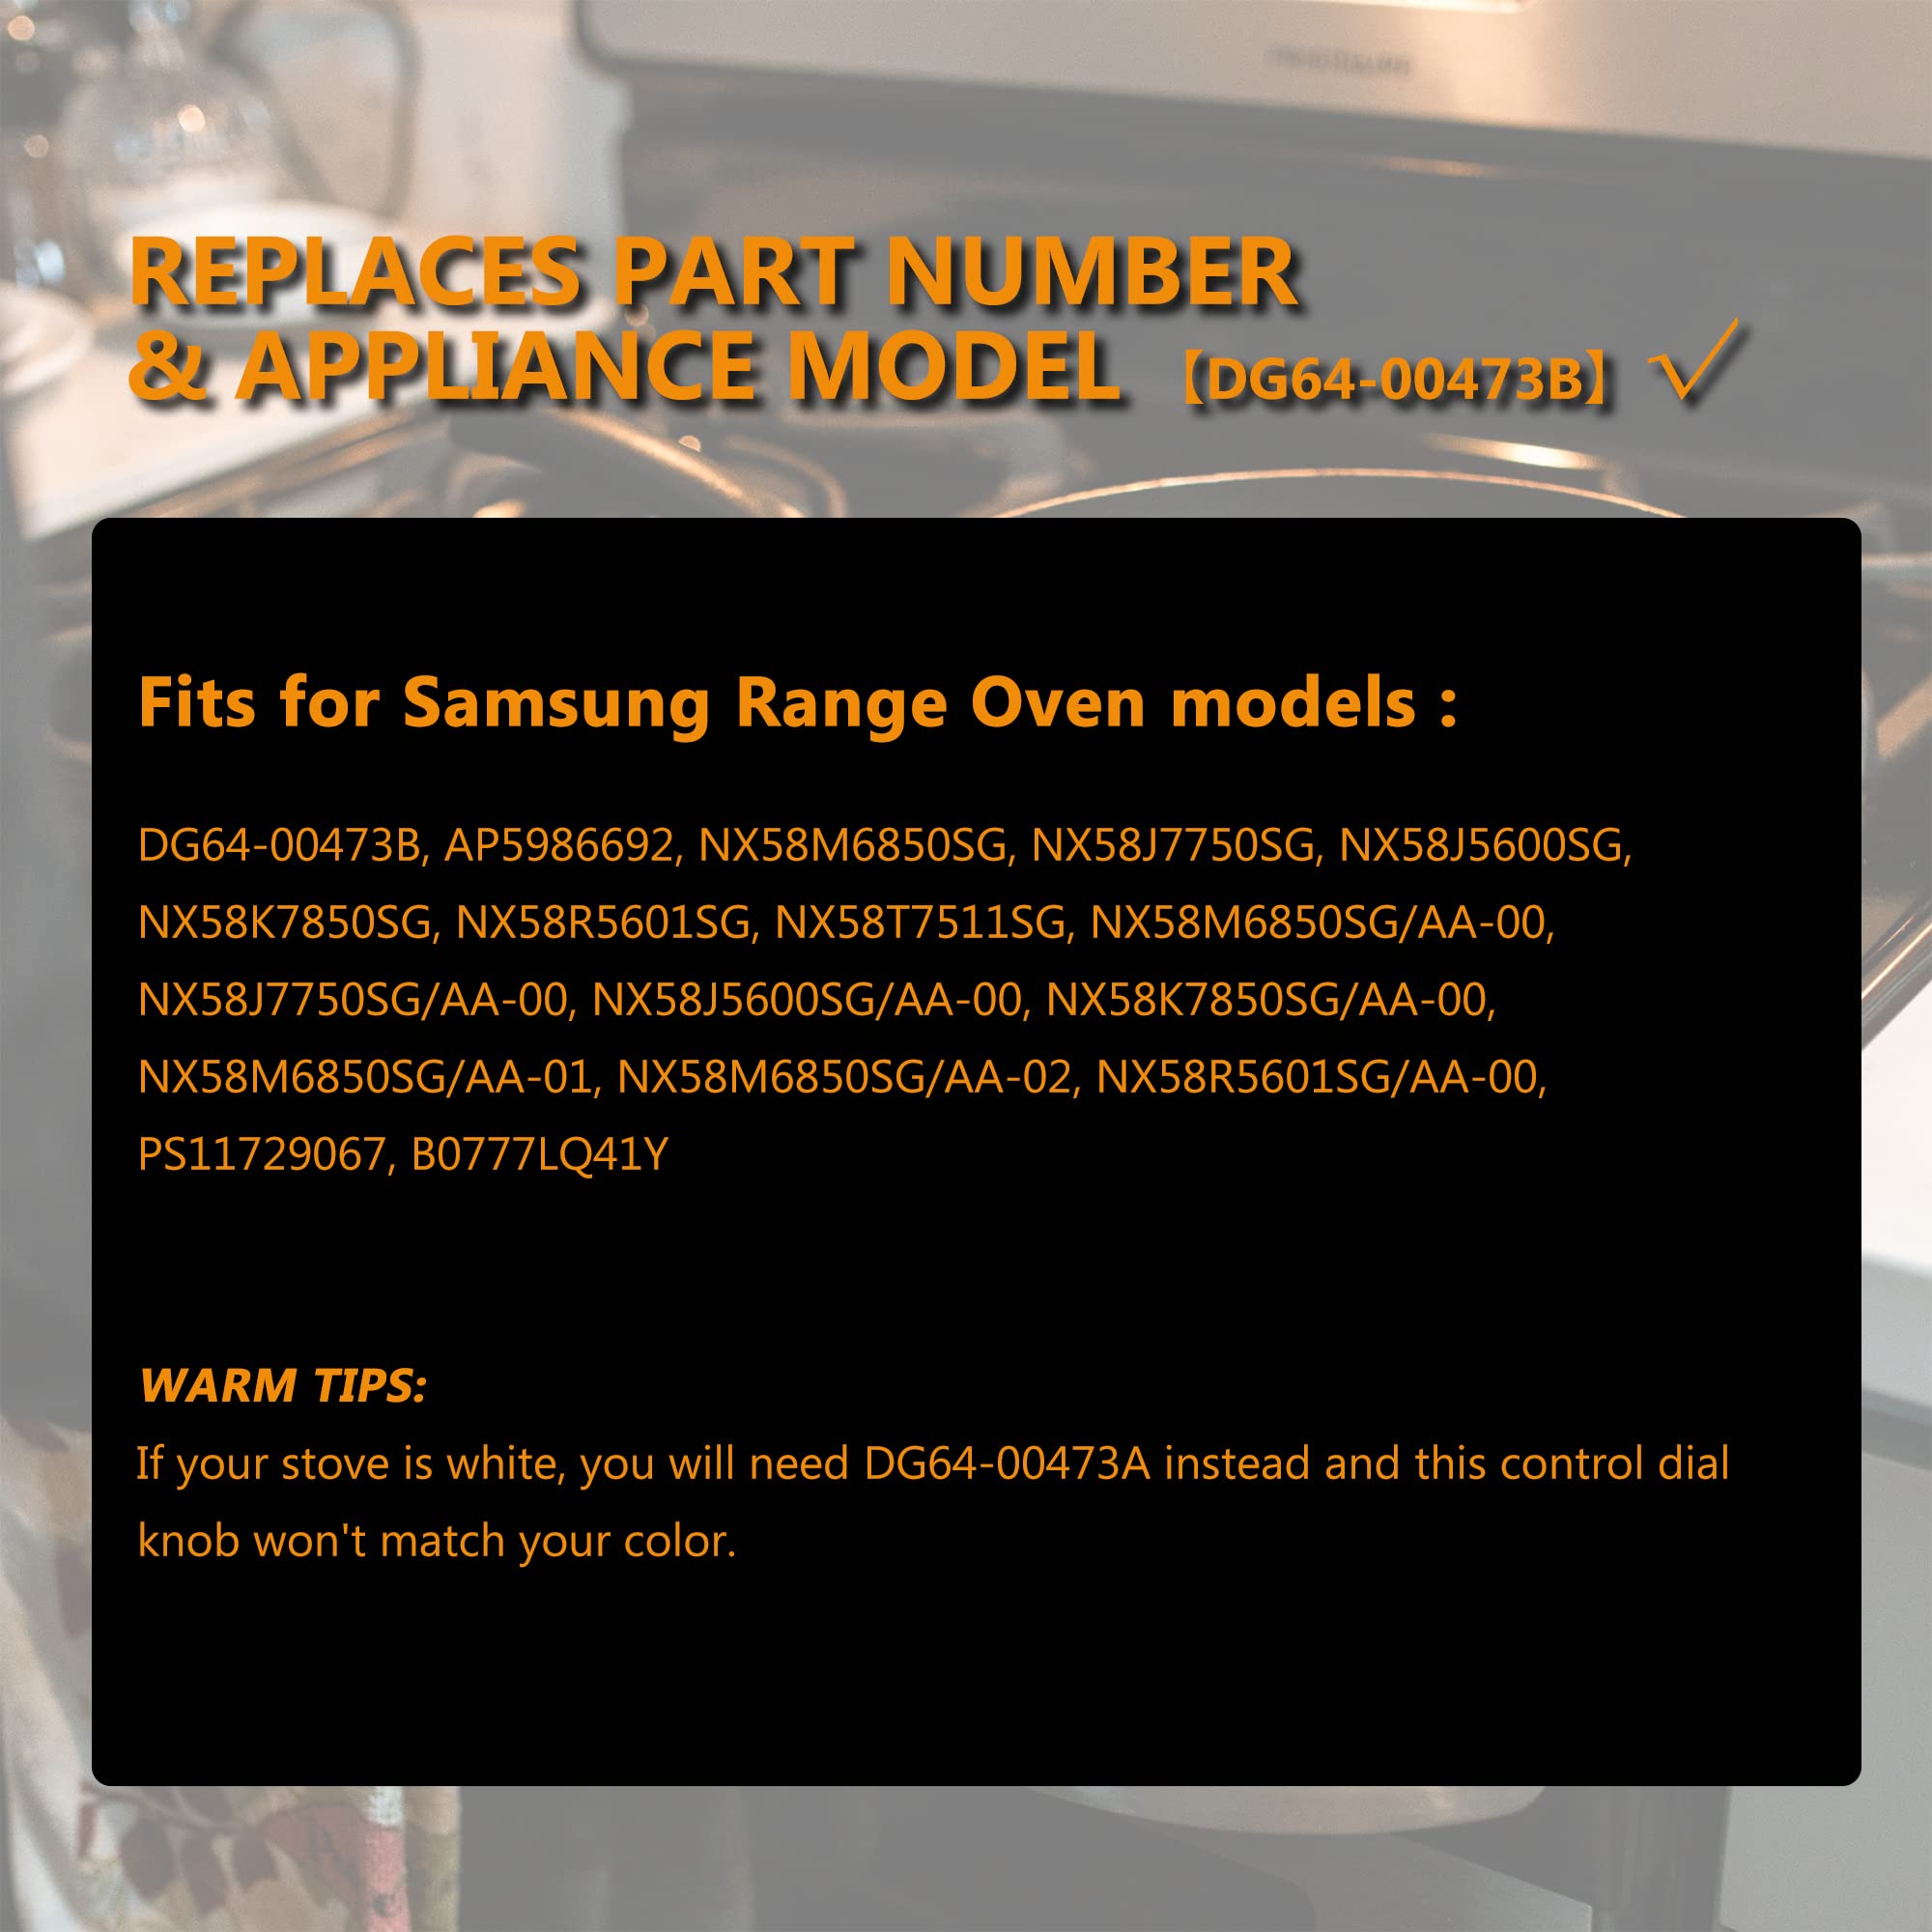 REPLACES PART NUMBER
& APPLIANCE MODEL 【DG64-00473B】 √
Fits for Samsung Range Oven models :
DG64-00473B, AP5986692, NX58M6850SG, NX58J7750SG, NX58J5600SG,
NX58K7850SG, NX58R5601SG, NX58T7511SG, NX58M6850SG/AA-00,
NX58J7750SG/AA-00, NX58J5600SG/AA-00, NX58K7850SG/AA-00,
NX58M6850SG/AA-01, NX58M6850SG/AA-02, NX58R5601SG/AA-00,
PS11729067, B0777LQ41Y
WARM TIPS:
If your stove is white, you will need DG64-00473A instead and this control dial
knob won't match your color.